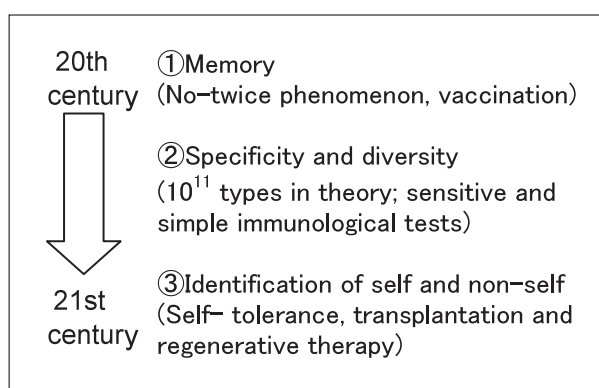 20th
century
①Memory
(No-twice phenomenon, vaccination)
②Specificity and diversity
(10¹¹ types in theory; sensitive and
simple immunological tests)
21st
century
③Identification of self and non-self
(Self- tolerance, transplantation and
regenerative therapy)